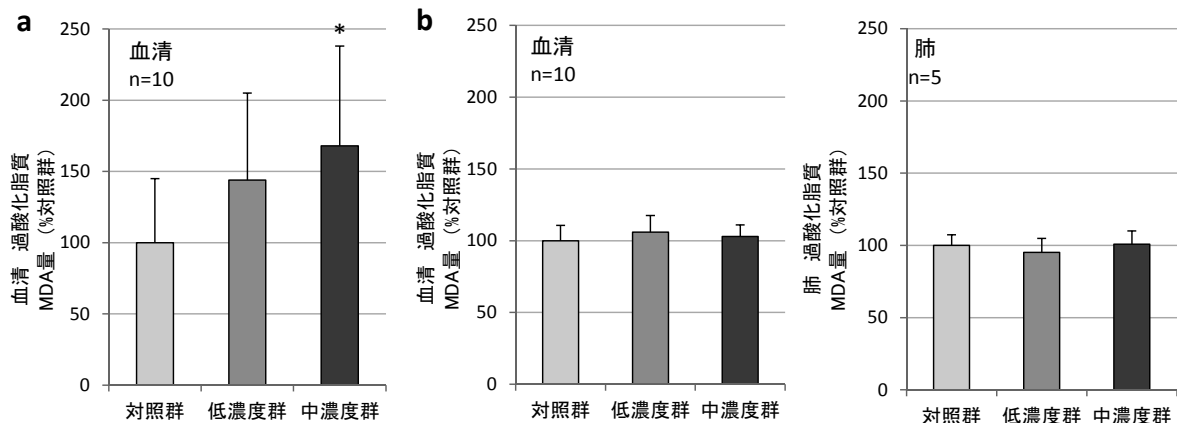 a
血清
n=10
*
250
200
150
100
50
0
血清 過酸化脂質
MDA量 (%対照群)
対照群 低濃度群 中濃度群
b
血清
n=10
250
200
150
100
50
0
血清 過酸化脂質
MDA量 (%対照群)
対照群 低濃度群 中濃度群
肺
n=5
250
200
150
100
50
0
肺 過酸化脂質
MDA量 (%対照群)
対照群 低濃度群 中濃度群